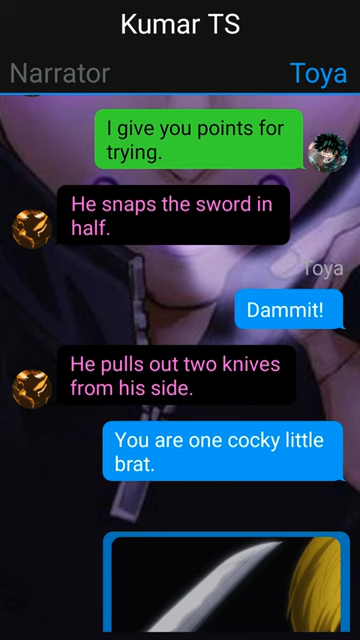 Kumar TS
Narrator
Toya
I give you points for
trying.
He snaps the sword in
half.
Toya
Dammit!
He pulls out two knives
from his side.
You are one cocky little
brat.